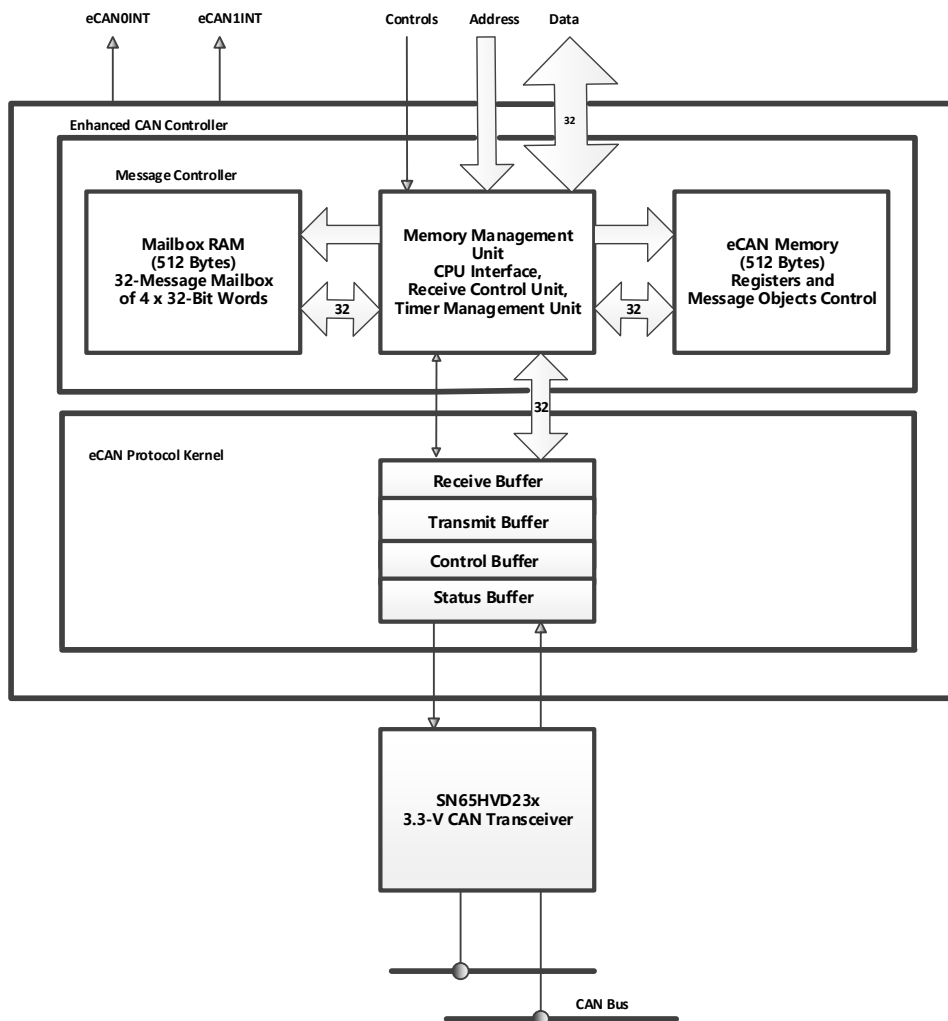 eCAN0INT
eCAN1INT
Controls
Address
Data
32
Enhanced CAN Controller
Message Controller
Mailbox RAM
(512 Bytes)
32-Message Mailbox
of 4 x 32-Bit Words
32
Memory Management
Unit
CPU Interface,
Receive Control Unit,
Timer Management Unit
32
eCAN Memory
(512 Bytes)
Registers and
Message Objects Control
32
eCAN Protocol Kernel
Receive Buffer
Transmit Buffer
Control Buffer
Status Buffer
SN65HVD23x
3.3-V CAN Transceiver
CAN Bus